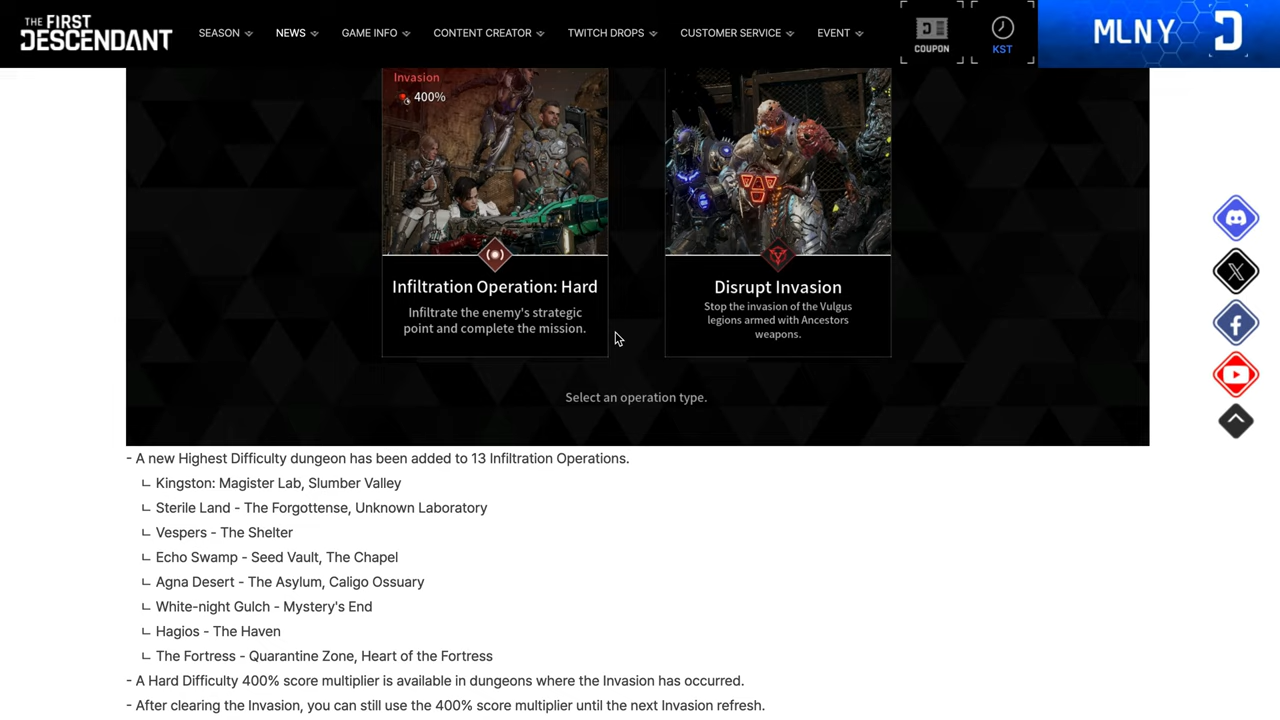 THE FIRST
DESCENDANT
SEASON
NEWS
GAME INFO
CONTENT CREATOR
TWITCH DROPS
CUSTOMER SERVICE
EVENT
COUPON
KST
MLNY
Invasion
400%
Infiltration Operation: Hard
Infiltrate the enemy's strategic
point and complete the mission.
Disrupt Invasion
Stop the invasion of the Vulgus
legions armed with Ancestors
weapons.
Select an operation type.
- A new Highest Difficulty dungeon has been added to 13 Infiltration Operations.
ㄴ Kingston: Magister Lab, Slumber Valley
ㄴ Sterile Land - The Forgottense, Unknown Laboratory
ㄴ Vespers - The Shelter
ㄴ Echo Swamp - Seed Vault, The Chapel
ㄴ Agna Desert - The Asylum, Caligo Ossuary
ㄴ White-night Gulch - Mystery's End
ㄴ Hagios - The Haven
ㄴ The Fortress - Quarantine Zone, Heart of the Fortress
- A Hard Difficulty 400% score multiplier is available in dungeons where the Invasion has occurred.
- After clearing the Invasion, you can still use the 400% score multiplier until the next Invasion refresh.